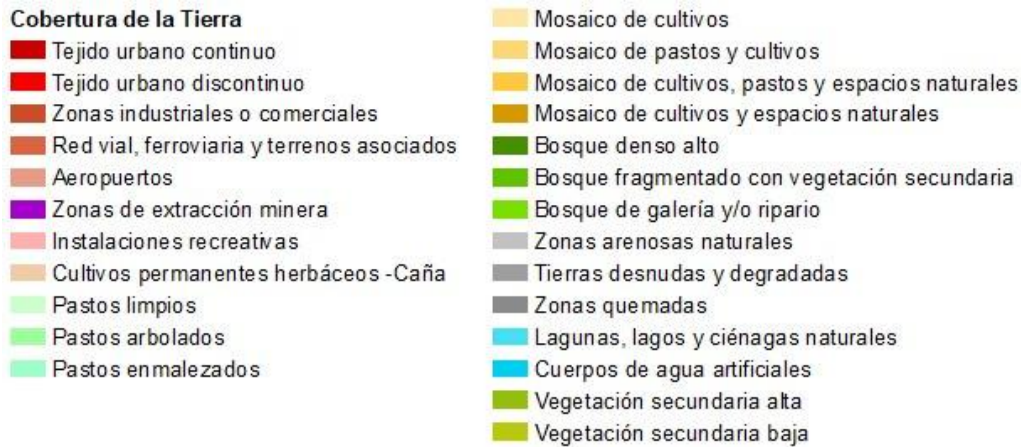 Cobertura de la Tierra
Tejido urbano continuo
Tejido urbano discontinuo
Zonas industriales o comerciales
Red vial, ferroviaria y terrenos asociados
Aeropuertos
Zonas de extracción minera
Instalaciones recreativas
Cultivos permanentes herbáceos -Caña
Pastos limpios
Pastos arbolados
Pastos enmalezados
Mosaico de cultivos
Mosaico de pastos y cultivos
Mosaico de cultivos, pastos y espacios naturales
Mosaico de cultivos y espacios naturales
Bosque denso alto
Bosque fragmentado con vegetación secundaria
Bosque de galería y/o ripario
Zonas arenosas naturales
Tierras desnudas y degradadas
Zonas quemadas
Lagunas, lagos y ciénagas naturales
Cuerpos de agua artificiales
Vegetación secundaria alta
Vegetación secundaria baja